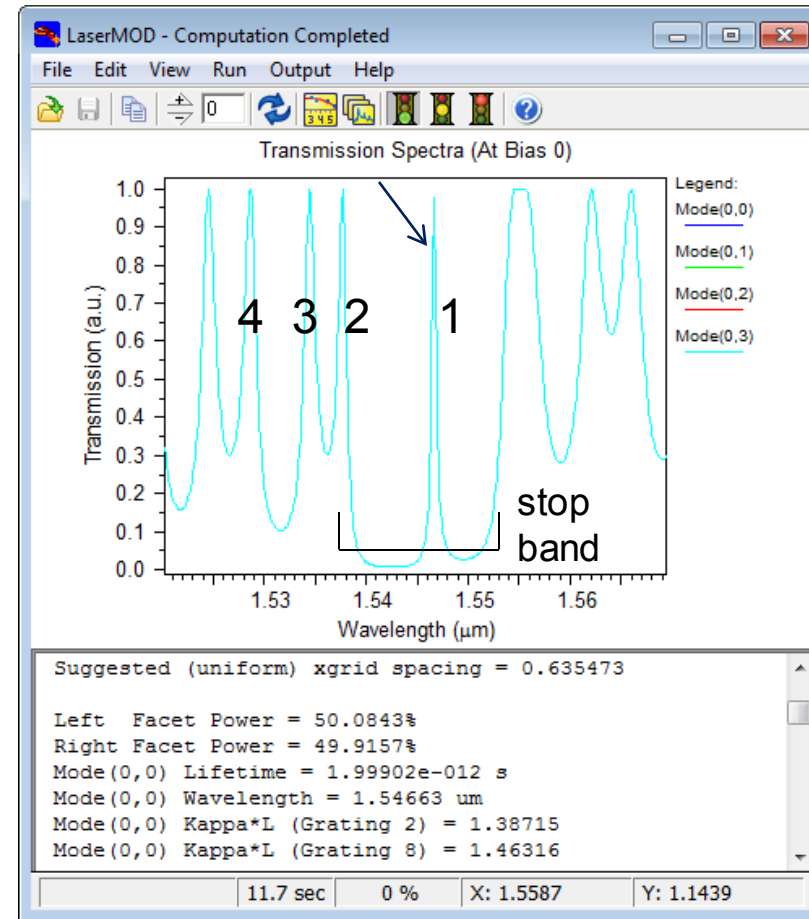 LaserMOD - Computation Completed
File Edit View Run Output Help
0
3 4 5
Transmission Spectra (At Bias 0)
Legend:
Mode(0,0)
Mode(0,1)
Mode(0,2)
Mode(0,3)
Transmission (a.u.)
1.0
0.9
0.8
0.7
0.6
0.5
0.4
0.3
0.2
0.1
0.0
4 3 2 1
stop
band
1.53 1.54 1.55 1.56
Wavelength (μm)
Suggested (uniform) xgrid spacing = 0.635473
Left Facet Power = 50.0843%
Right Facet Power = 49.9157%
Mode(0,0) Lifetime = 1.99902e-012 s
Mode(0,0) Wavelength = 1.54663 um
Mode(0,0) Kappa*L (Grating 2) = 1.38715
Mode(0,0) Kappa*L (Grating 8) = 1.46316
11.7 sec 0 % X: 1.5587 Y: 1.1439